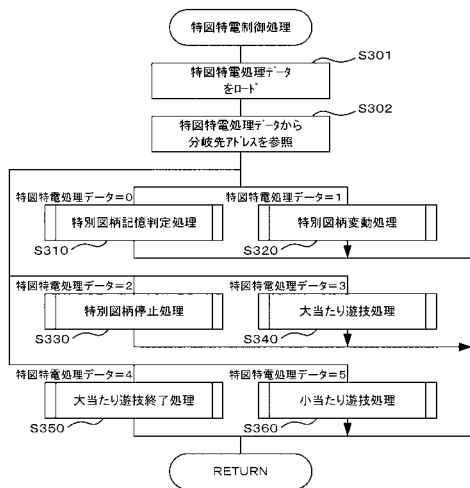 特図特電制御処理
S301
特図特電処理データ
をロード
S302
特図特電処理データから
分岐先アドレスを参照
特図特電処理データ=0
特図特電処理データ=1
特別図柄記憶判定処理
特別図柄変動処理
S310
S320
特図特電処理データ=2
特図特電処理データ=3
特別図柄停止処理
大当たり遊技処理
S330
S340
特図特電処理データ=4
特図特電処理データ=5
大当たり遊技終了処理
小当たり遊技処理
S350
S360
RETURN